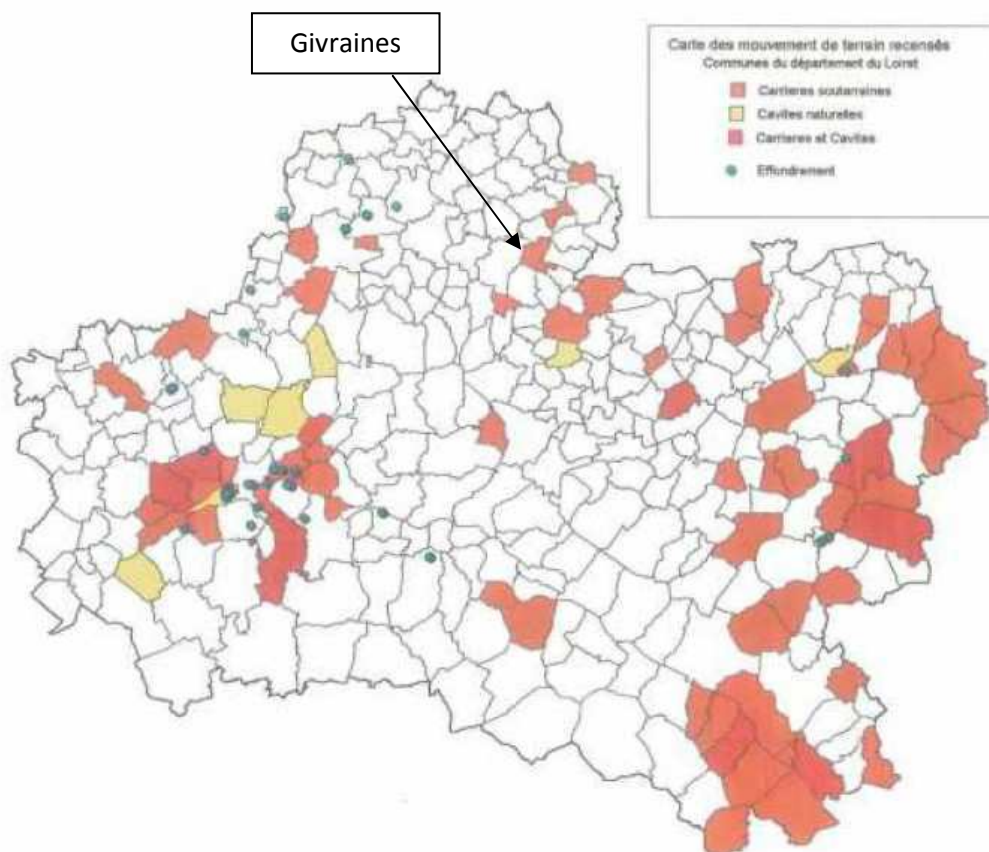 Givraines
Carte des mouvement de terrain recensés
Communes du département du Loiret
Carrieres souterraines
Cavites naturelles
Carrieres et Cavites
Effondrement